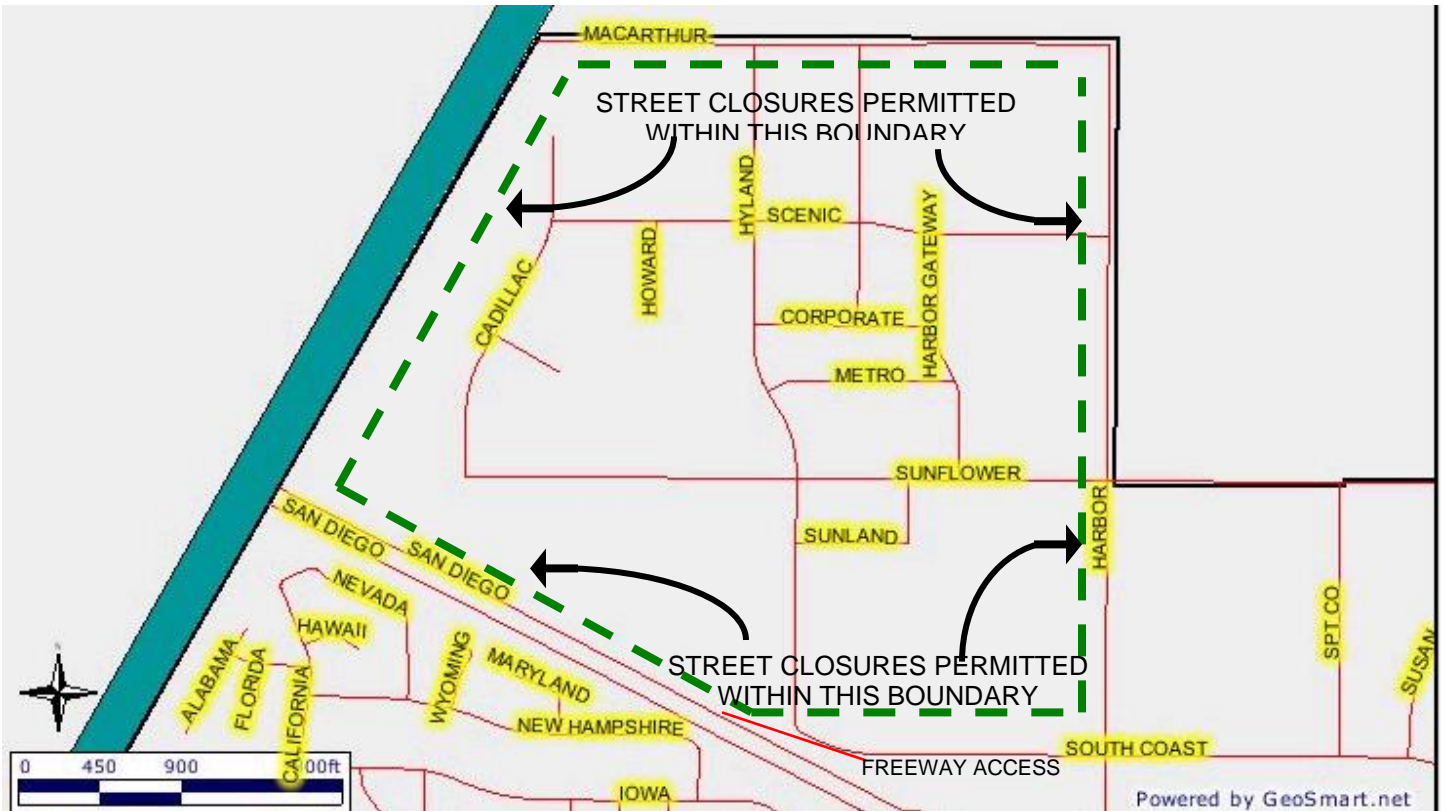 MACARTHUR
STREET CLOSURES PERMITTED
WITHIN THIS BOUNDARY
HYLAND
SCENIC
HARBOR GATEWAY
HOWARD
CADILLAC
CORPORATE
METRO
SUNFLOWER
HARBOR
SAN DIEGO
SAN DIEGO
SUNLAND
NEVADA
HAWAII
ALABAMA
FLORIDA
CALIFORNIA
WYOMING
MARYLAND
NEW HAMPSHIRE
SPT CO
SUSAN
STREET CLOSURES PERMITTED
WITHIN THIS BOUNDARY
SOUTH COAST
FREEWAY ACCESS
IOWA
0 450 900
Powered by GeoSmart.net